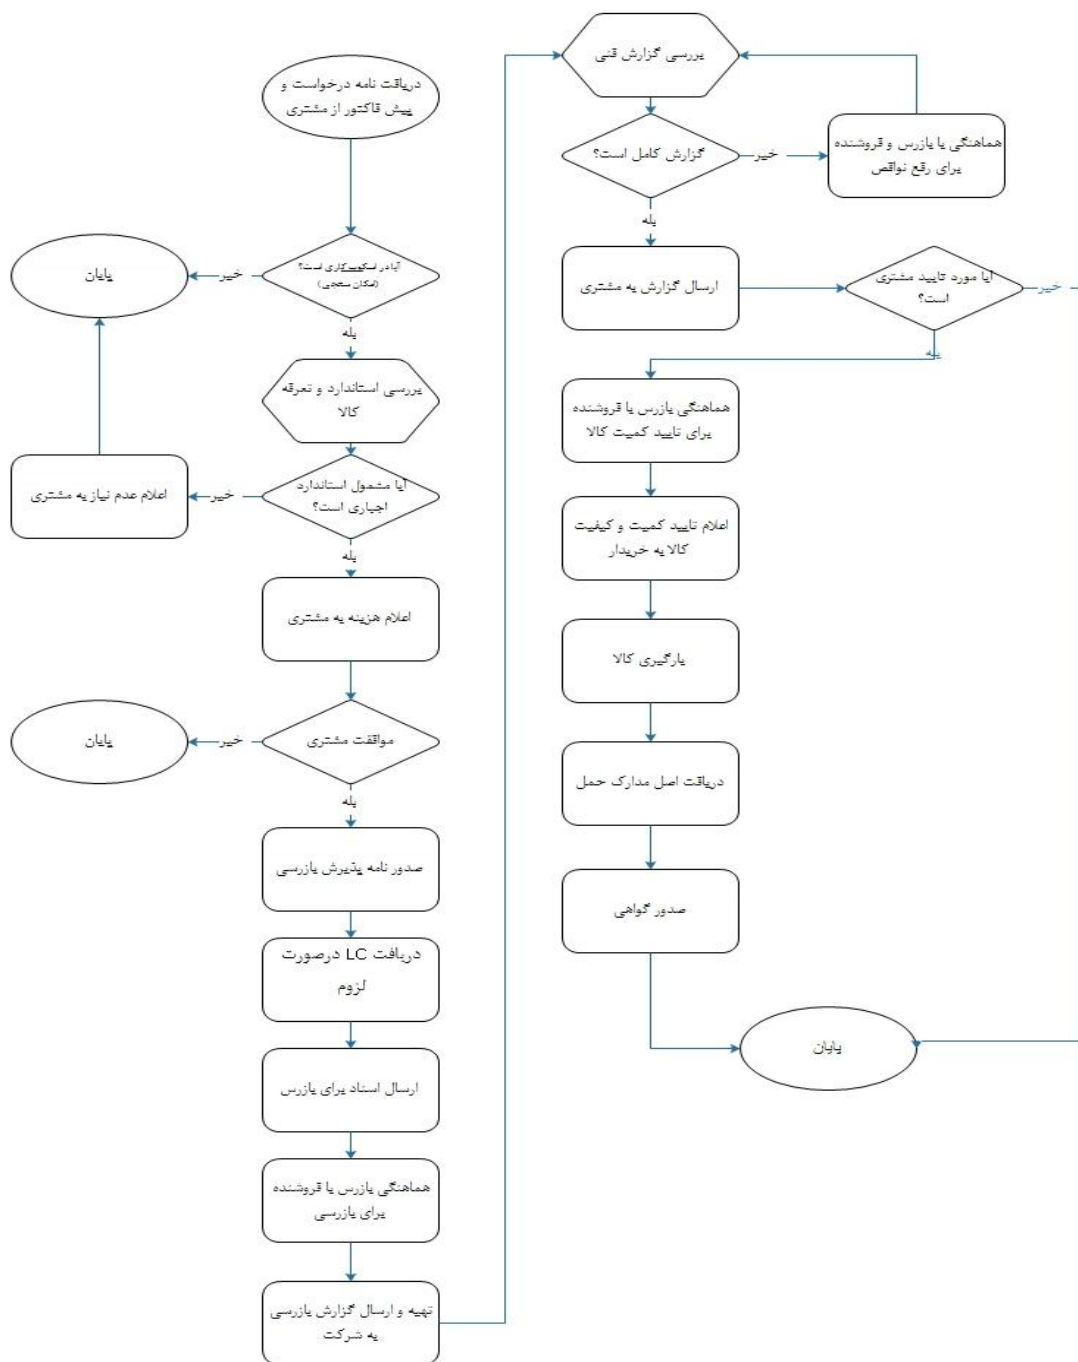 دریافت نامه درخواست و
پیش فاکتور از مشتری
آیا در اسکوپ کاری است؟
(امکان سنجی)
خیر
پایان
بله
بررسی استاندارد و تعرفه
کالا
آیا مشمول استاندارد
اجباری است؟
خیر
اعلام عدم نیاز به مشتری
بله
اعلام هزینه به مشتری
موافقت مشتری
خیر
پایان
بله
صدور نامه پذیرش بازرسی
دریافت LC درصورت
لزوم
ارسال اسناد برای بازرس
هماهنگی بازرس با فروشنده
برای بازرسی
تهیه و ارسال گزارش بازرسی
به شرکت
بررسی گزارش فنی
گزارش کامل است؟
خیر
هماهنگی با بازرس و فروشنده
برای رفع نواقص
بله
ارسال گزارش به مشتری
آیا مورد تایید مشتری
است؟
خیر
بله
هماهنگی بازرس با فروشنده
برای تایید کمیت کالا
اعلام تایید کمیت و کیفیت
کالا به خریدار
بارگیری کالا
دریافت اصل مدارک حمل
صدور گواهی
پایان